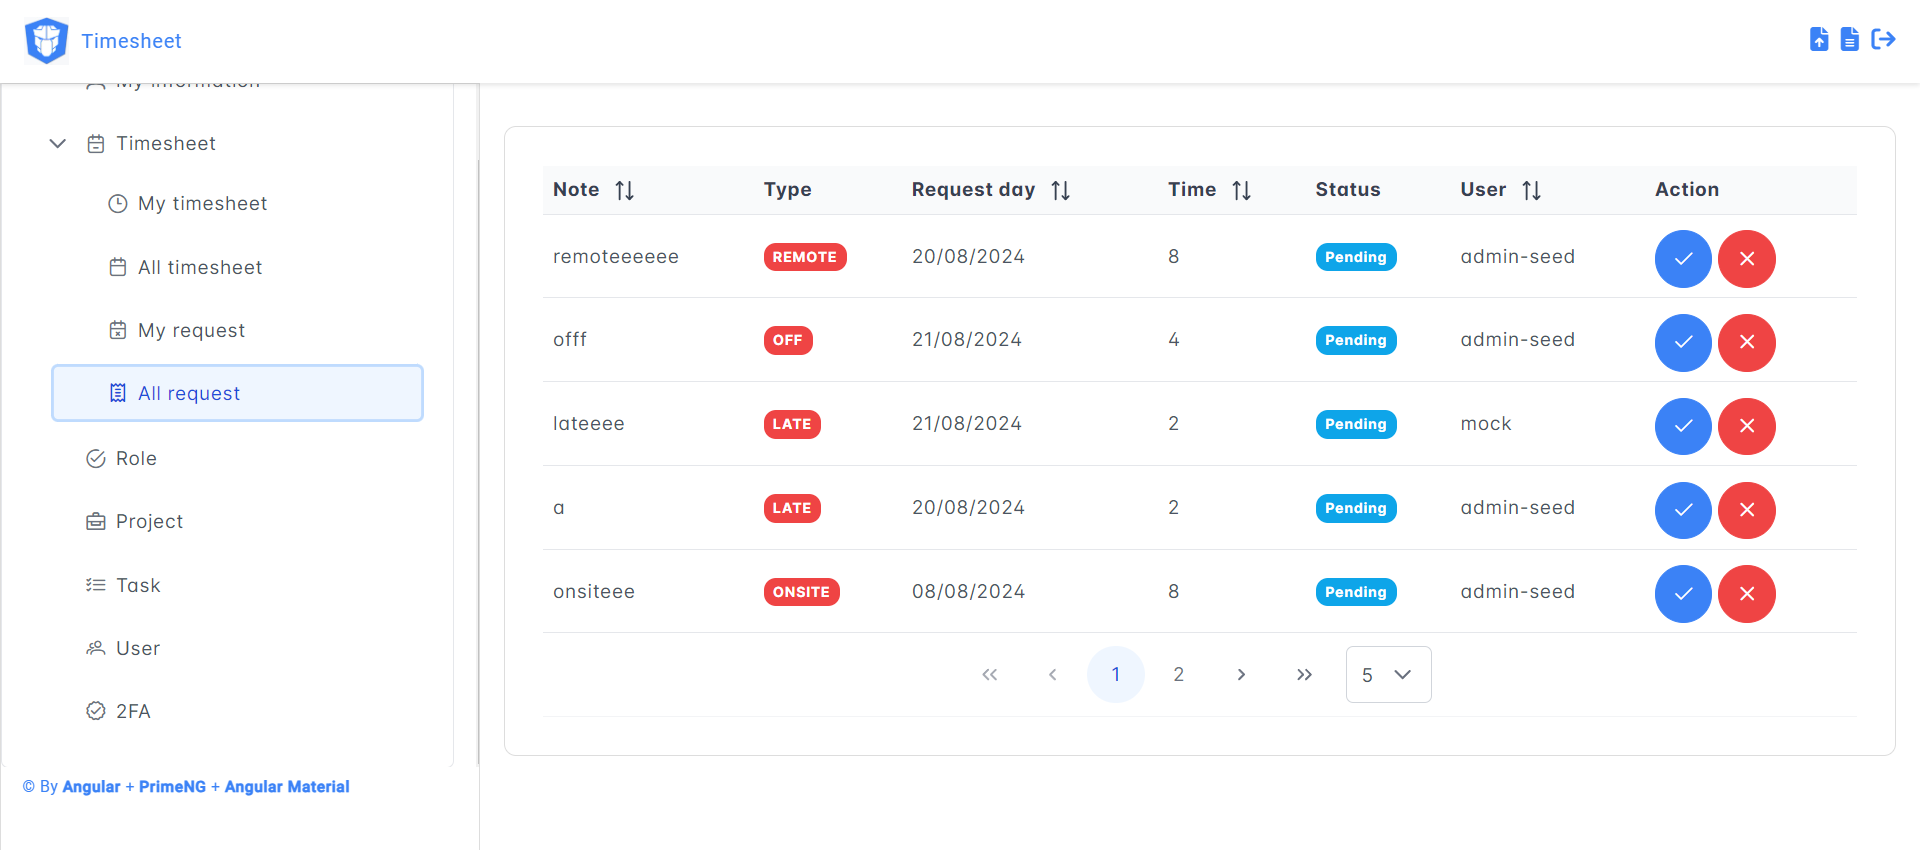 Timesheet
My information
Timesheet
My timesheet
All timesheet
My request
All request
Role
Project
Task
User
2FA
© By Angular + PrimeNG + Angular Material
Note Type Request day Time Status User Action
remoteeeeee REMOTE 20/08/2024 8 Pending admin-seed
offf OFF 21/08/2024 4 Pending admin-seed
lateeee LATE 21/08/2024 2 Pending mock
a LATE 20/08/2024 2 Pending admin-seed
onsiteee ONSITE 08/08/2024 8 Pending admin-seed
1 2 5